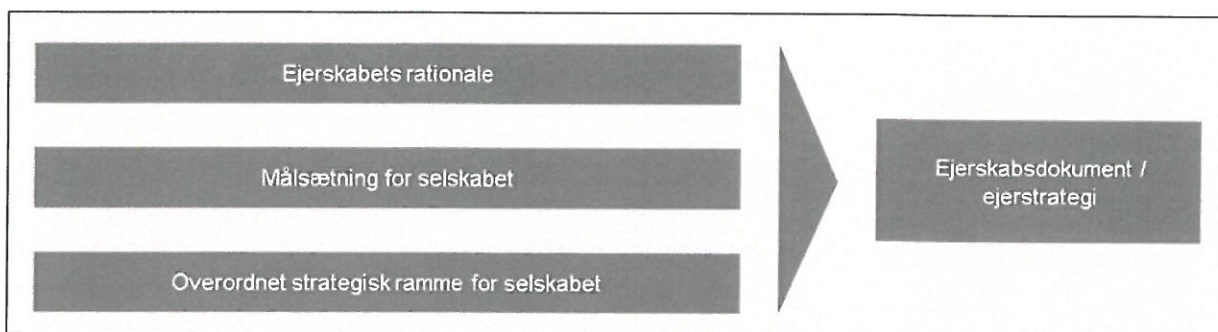 Ejerskabets rationale
Målsætning for selskabet
Overordnet strategisk ramme for selskabet
Ejerskabsdokument /
ejerstrategi